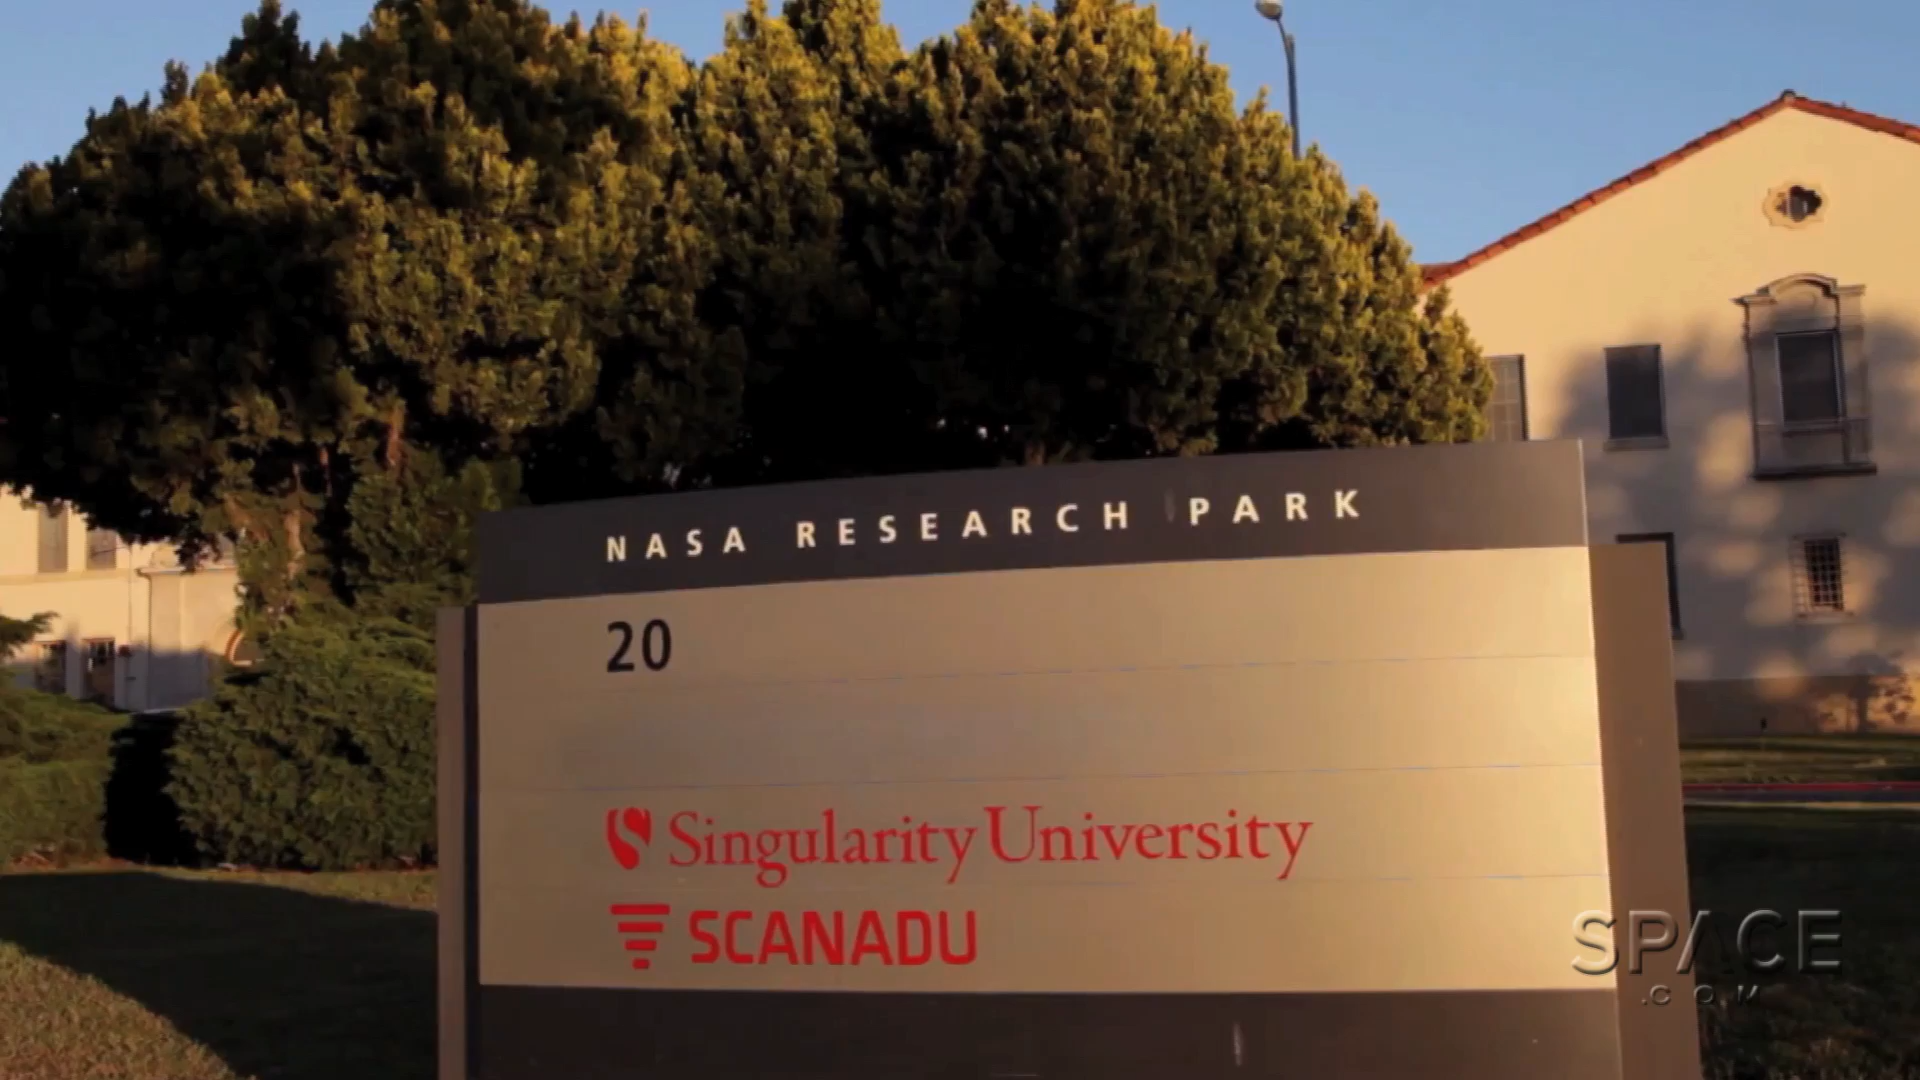 NASA RESEARCH PARK
20
Singularity University
SCANADU
SPACE
.COM